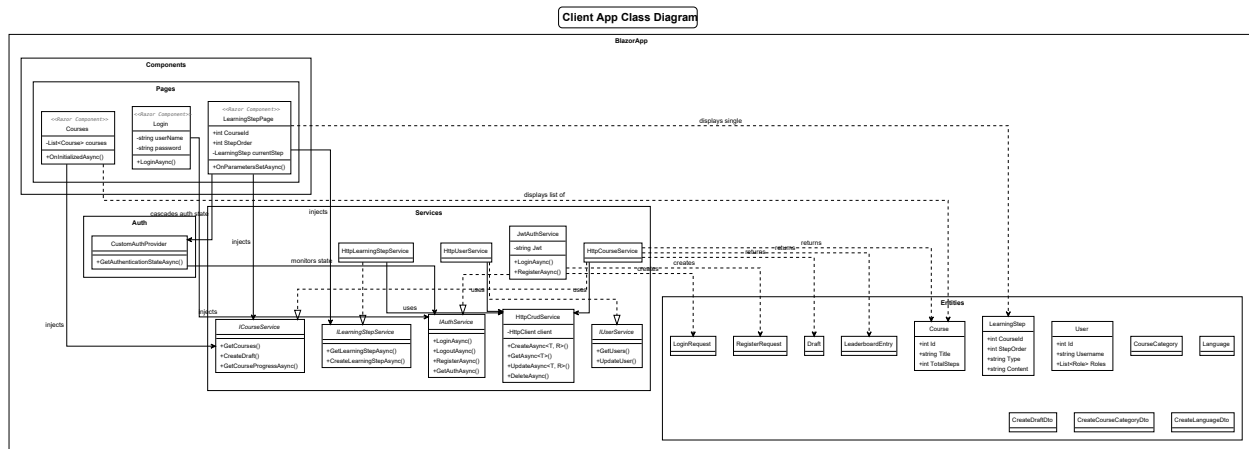 Client App Class Diagram
BlazorApp
Components
Pages
<<Razor Component>>
Courses
-List<Course> courses
+OnInitializedAsync()
<<Razor Component>>
Login
-string userName
-string password
+LoginAsync()
<<Razor Component>>
LearningStepPage
+int CourseId
+int StepOrder
-LearningStep currentStep
+OnParametersSetAsync()
displays single
displays list of
Auth
cascades auth state
CustomAuthProvider
+GetAuthenticationStateAsync()
injects
injects
injects
injects
monitors state
Services
HttpLearningStepService
HttpUserService
JwtAuthService
-string Jwt
+LoginAsync()
+RegisterAsync()
HttpCourseService
returns
returns
returns
creates
creates
uses
uses
uses
ICourseService
+GetCourses()
+CreateDraft()
+GetCourseProgressAsync()
ILearningStepService
+GetLearningStepAsync()
+CreateLearningStepAsync()
IAuthService
+LoginAsync()
+LogoutAsync()
+RegisterAsync()
+GetAuthAsync()
HttpCrudService
-HttpClient client
+CreateAsync<T, R>()
+GetAsync<T>()
+UpdateAsync<T, R>()
+DeleteAsync()
IUserService
+GetUsers()
+UpdateUser()
Entities
LoginRequest
RegisterRequest
Draft
LeaderboardEntry
Course
+int Id
+string Title
+int TotalSteps
LearningStep
+int CourseId
+int StepOrder
+string Type
+string Content
User
+int Id
+string Username
+List<Role> Roles
CourseCategory
Language
CreateDraftDto
CreateCourseCategoryDto
CreateLanguageDto